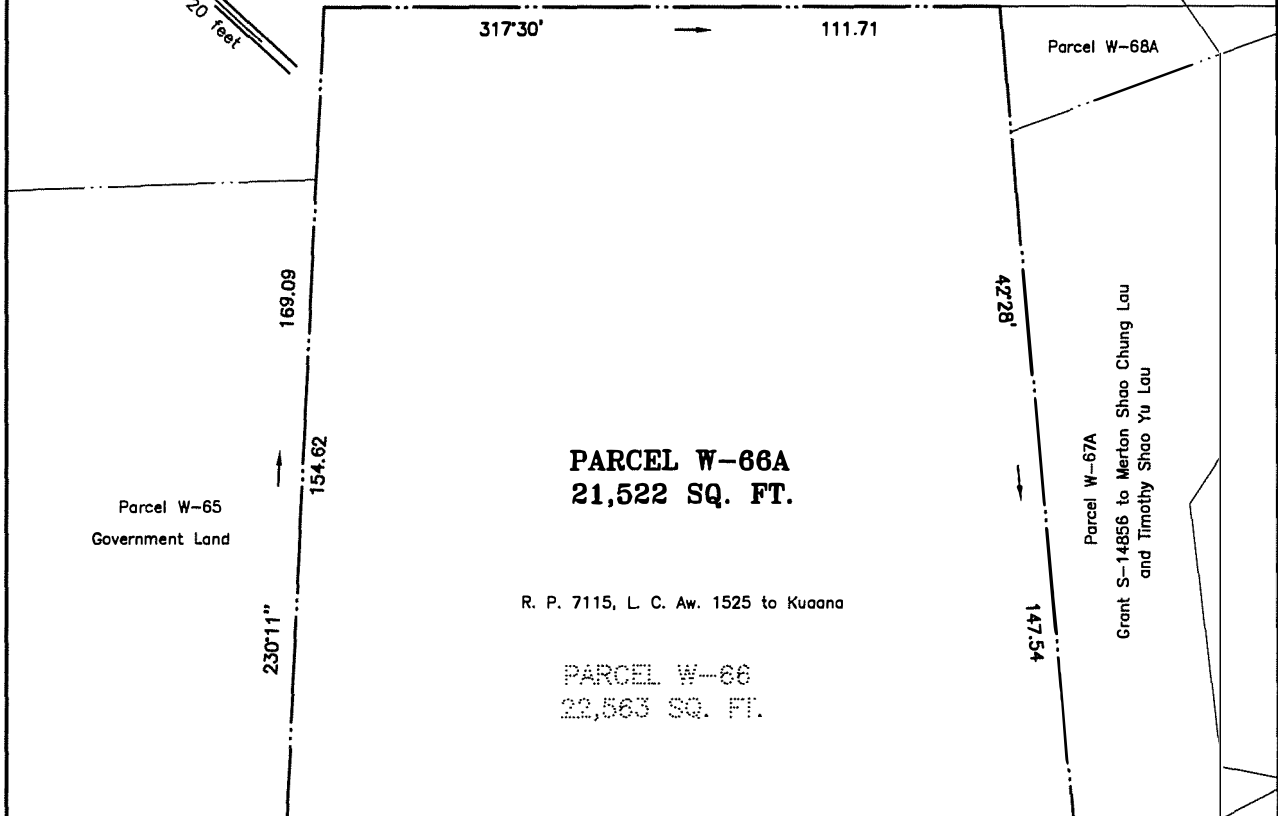 20 feet
317°30'
111.71
Parcel W-68A
169.09
42°28'
154.62
PARCEL W-66A
21,522 SQ. FT.
Parcel W-65
Government Land
Parcel W-67A
Grant S-14856 to Merton Shao Chung Lau
and Timothy Shao Yu Lau
R. P. 7115, L. C. Aw. 1525 to Kuaana
230°11"
147.54
PARCEL W-66
22,563 SQ. FT.